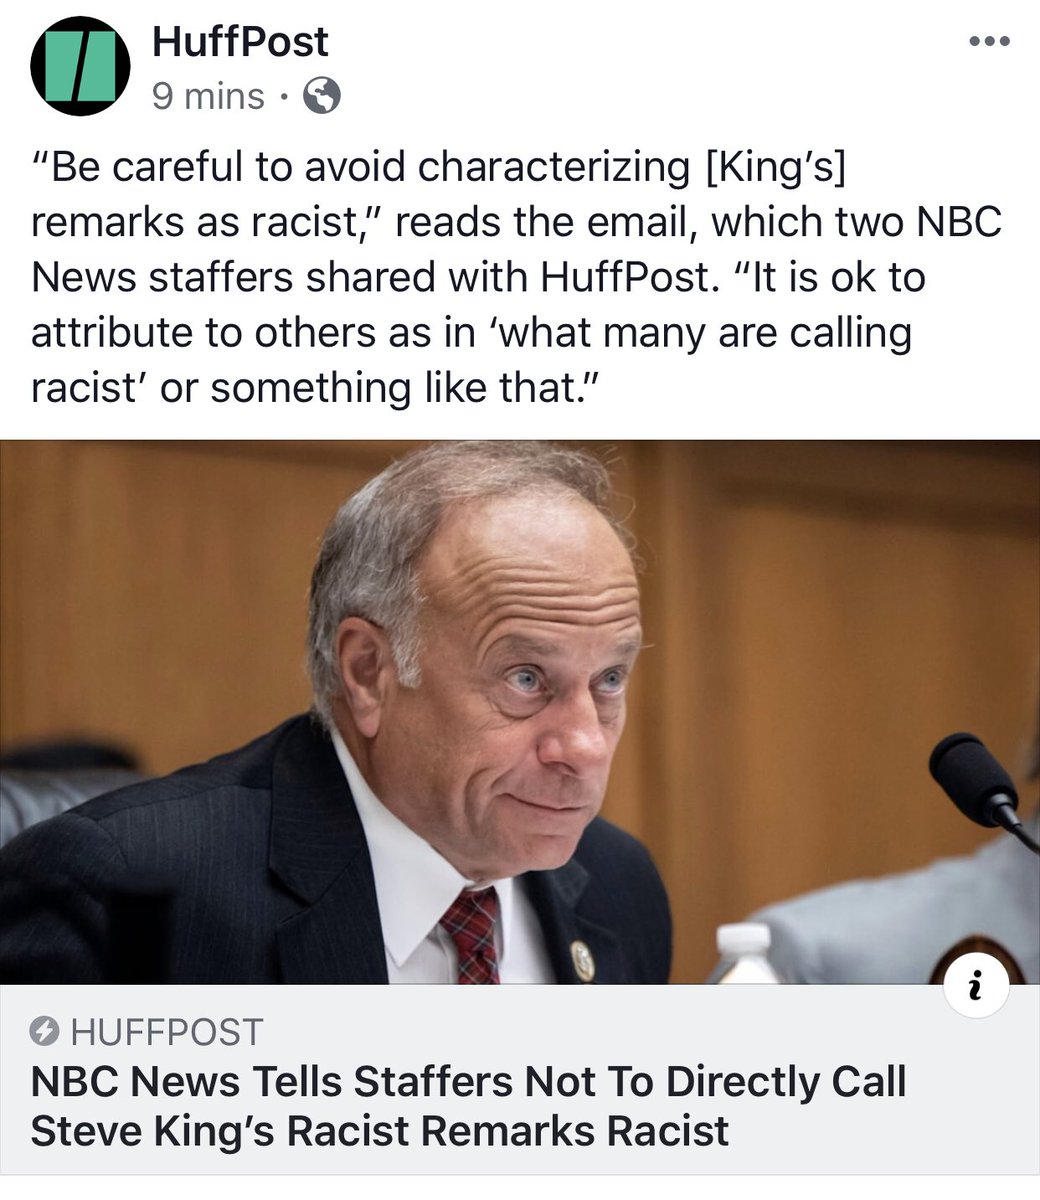 HuffPost
9 mins ·
“Be careful to avoid characterizing [King’s]
remarks as racist,” reads the email, which two NBC
News staffers shared with HuffPost. “It is ok to
attribute to others as in ‘what many are calling
racist’ or something like that.”
i
HUFFPOST
NBC News Tells Staffers Not To Directly Call
Steve King’s Racist Remarks Racist